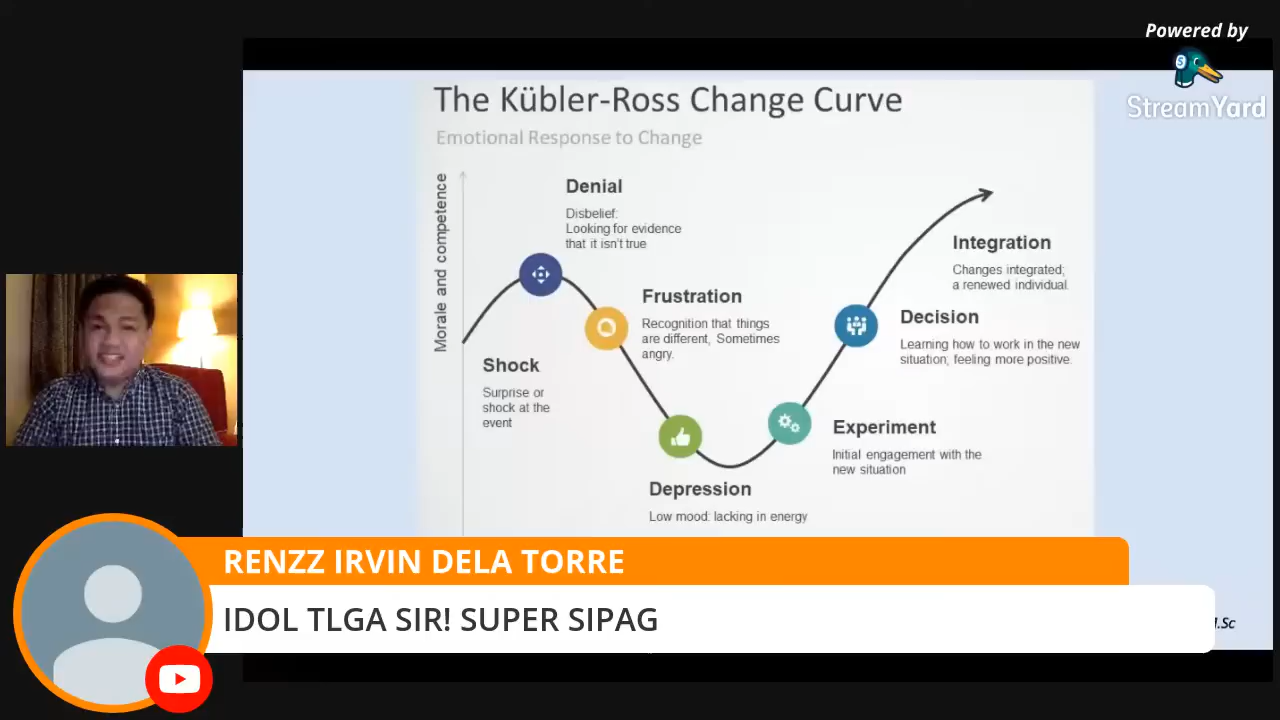 Powered by
StreamYard
The Kübler-Ross Change Curve
Emotional Response to Change
Morale and competence
Denial
Disbelief:
Looking for evidence
that it isn't true
Frustration
Recognition that things
are different, Sometimes
angry.
Shock
Surprise or
shock at the
event
Depression
Low mood: lacking in energy
Experiment
Initial engagement with the
new situation
Decision
Learning how to work in the new
situation; feeling more positive.
Integration
Changes integrated;
a renewed individual.
RENZZ IRVIN DELA TORRE
IDOL TLGA SIR! SUPER SIPAG